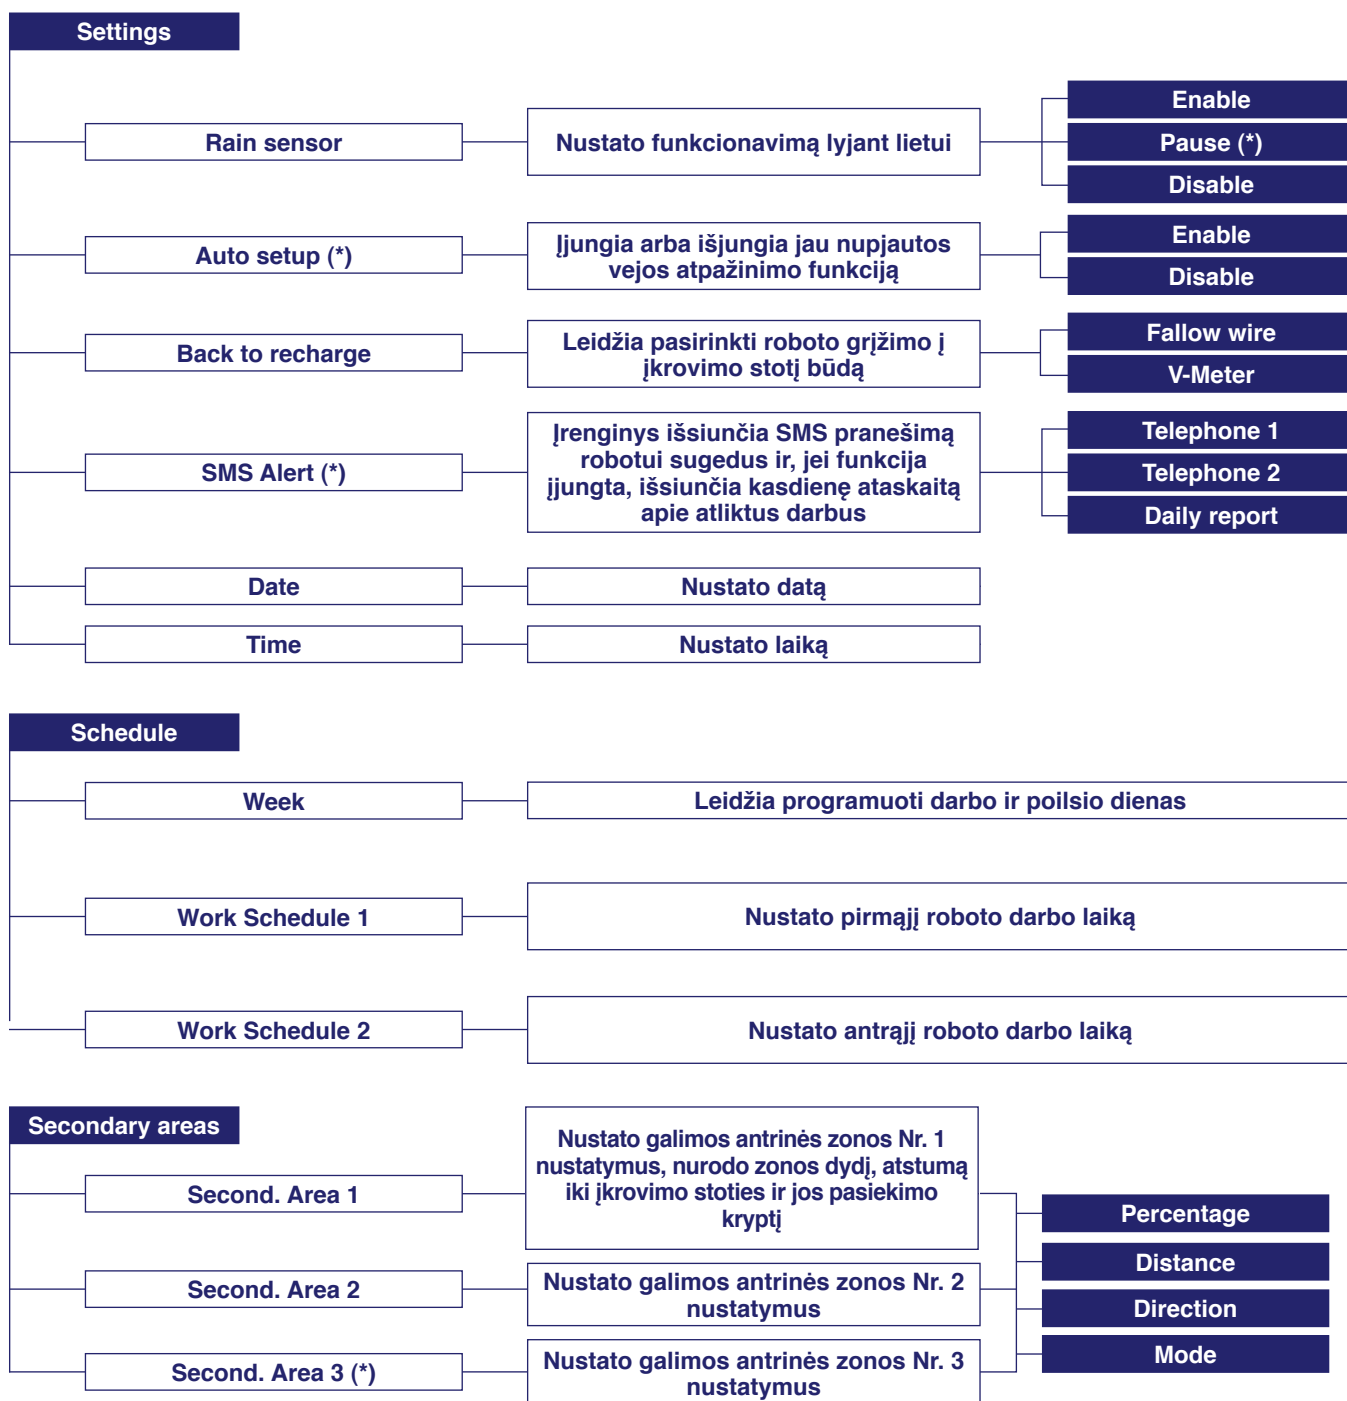 Settings
Rain sensor
Nustato funkcionavimą lyjant lietui
Enable
Pause (*)
Disable
Auto setup (*)
Įjungia arba išjungia jau nupjautos
vejos atpažinimo funkciją
Enable
Disable
Back to recharge
Leidžia pasirinkti roboto grįžimo į
įkrovimo stotį būdą
Fallow wire
V-Meter
SMS Alert (*)
Įrenginys išsiunčia SMS pranešimą
robotui sugedus ir, jei funkcija
įjungta, išsiunčia kasdienę ataskaitą
apie atliktus darbus
Telephone 1
Telephone 2
Daily report
Date
Nustato datą
Time
Nustato laiką
Schedule
Week
Leidžia programuoti darbo ir poilsio dienas
Work Schedule 1
Nustato pirmąjį roboto darbo laiką
Work Schedule 2
Nustato antrąjį roboto darbo laiką
Secondary areas
Second. Area 1
Nustato galimos antrinės zonos Nr. 1
nustatymus, nurodo zonos dydį, atstumą
iki įkrovimo stoties ir jos pasiekimo
kryptį
Second. Area 2
Nustato galimos antrinės zonos Nr. 2
nustatymus
Second. Area 3 (*)
Nustato galimos antrinės zonos Nr. 3
nustatymus
Percentage
Distance
Direction
Mode